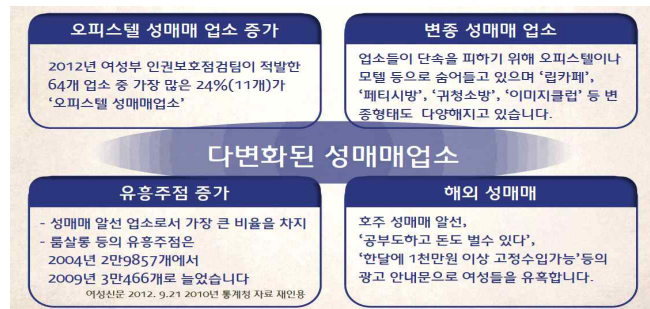 오피스텔 성매매 업소 증가
2012년 여성부 인권보호점검팀이 적발한
64개 업소 중 가장 많은 24%(11개)가
‘오피스텔 성매매업소’
변종 성매매 업소
업소들이 단속을 피하기 위해 오피스텔이나
모텔 등으로 숨어들고 있으며 ‘립카페’,
‘페티시방’, ‘귀청소방’, ‘이미지클럽’ 등 변
종형태도 다양해지고 있습니다.
다변화된 성매매업소
유흥주점 증가
- 성매매 알선 업소로서 가장 큰 비율을 차지
- 룸살롱 등의 유흥주점은
2004년 2만9857개에서
2009년 3만466개로 늘었습니다
여성신문 2012. 9.21 2010년 통계청 자료 재인용
해외 성매매
호주 성매매 알선,
‘공부도하고 돈도 벌수 있다’,
‘한달에 1천만원 이상 고정수입가능’등의
광고 안내문으로 여성들을 유혹합니다.